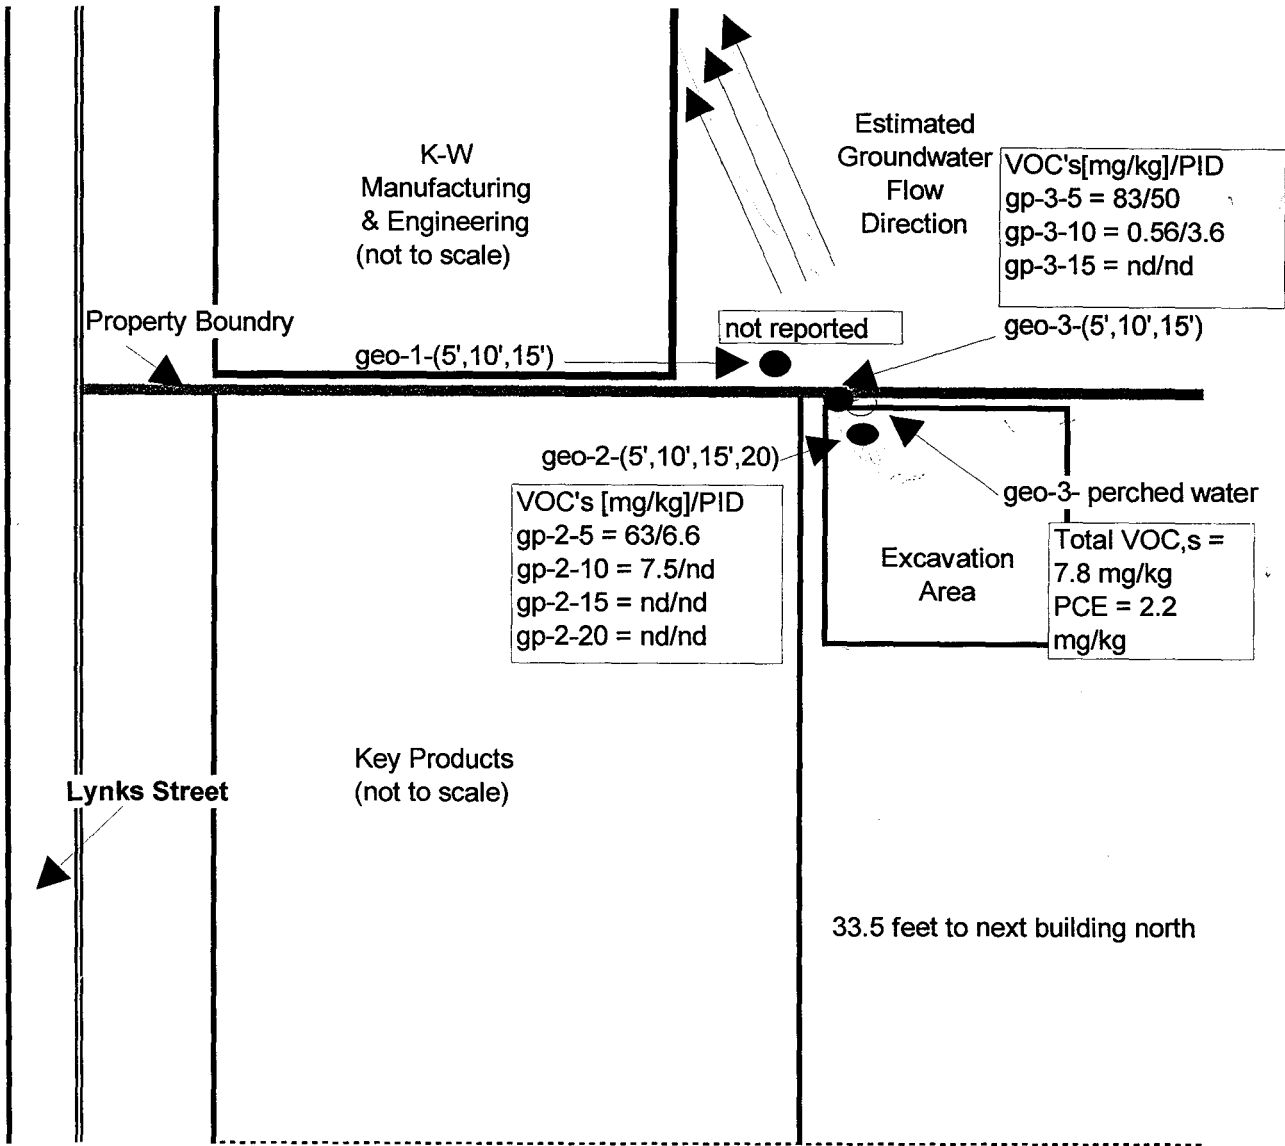 K-W
Manufacturing
& Engineering
(not to scale)
Estimated
Groundwater
Flow
Direction
VOC's[mg/kg]/PID
gp-3-5 = 83/50
gp-3-10 = 0.56/3.6
gp-3-15 = nd/nd
Property Boundry
not reported
geo-3-(5',10',15')
geo-1-(5',10',15')
geo-2-(5',10',15',20)
VOC's [mg/kg]/PID
gp-2-5 = 63/6.6
gp-2-10 = 7.5/nd
gp-2-15 = nd/nd
gp-2-20 = nd/nd
geo-3- perched water
Excavation
Area
Total VOC,s =
7.8 mg/kg
PCE = 2.2
mg/kg
Key Products
(not to scale)
Lynks Street
33.5 feet to next building north